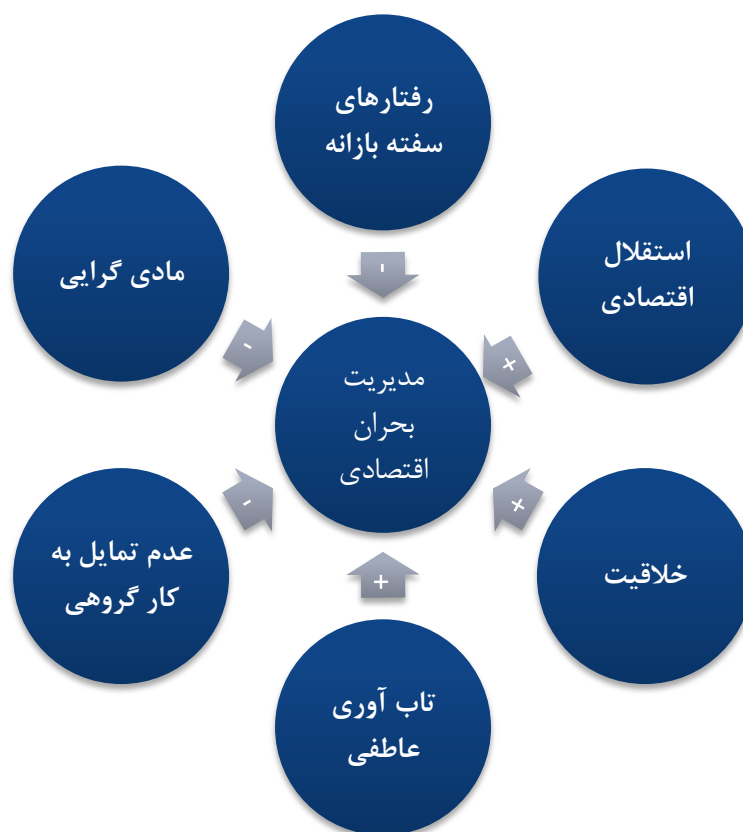 رفتارهای
سفته بازانه
-
استقلال
اقتصادی
+
مادی گرایی
-
مدیریت
بحران
اقتصادی
خلاقیت
+
عدم تمایل به
کار گروهی
-
+
تاب آوری
عاطفی